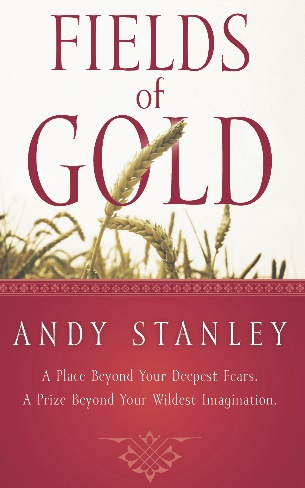 FIELDS
of
GOLD
ANDY STANLEY
A Place Beyond Your Deepest Fears.
A Prize Beyond Your Wildest Imagination.